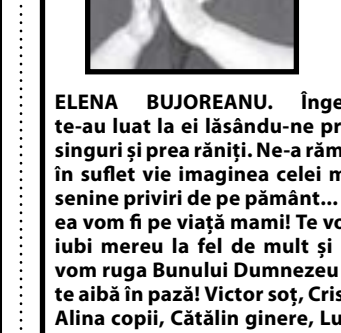 ELENA BUJOREANU.
te-au luat la ei lăsându-ne
singuri și prea răniți. Ne-a
în suflet vie imaginea celei
senine priviri de pe pământ...
ea vom fi pe viață mami! Te
iubi mereu la fel de mult și
vom ruga Bunului Dumnezeu
te aibă în pază! Victor soț,
Alina copii, Cătălin ginere,